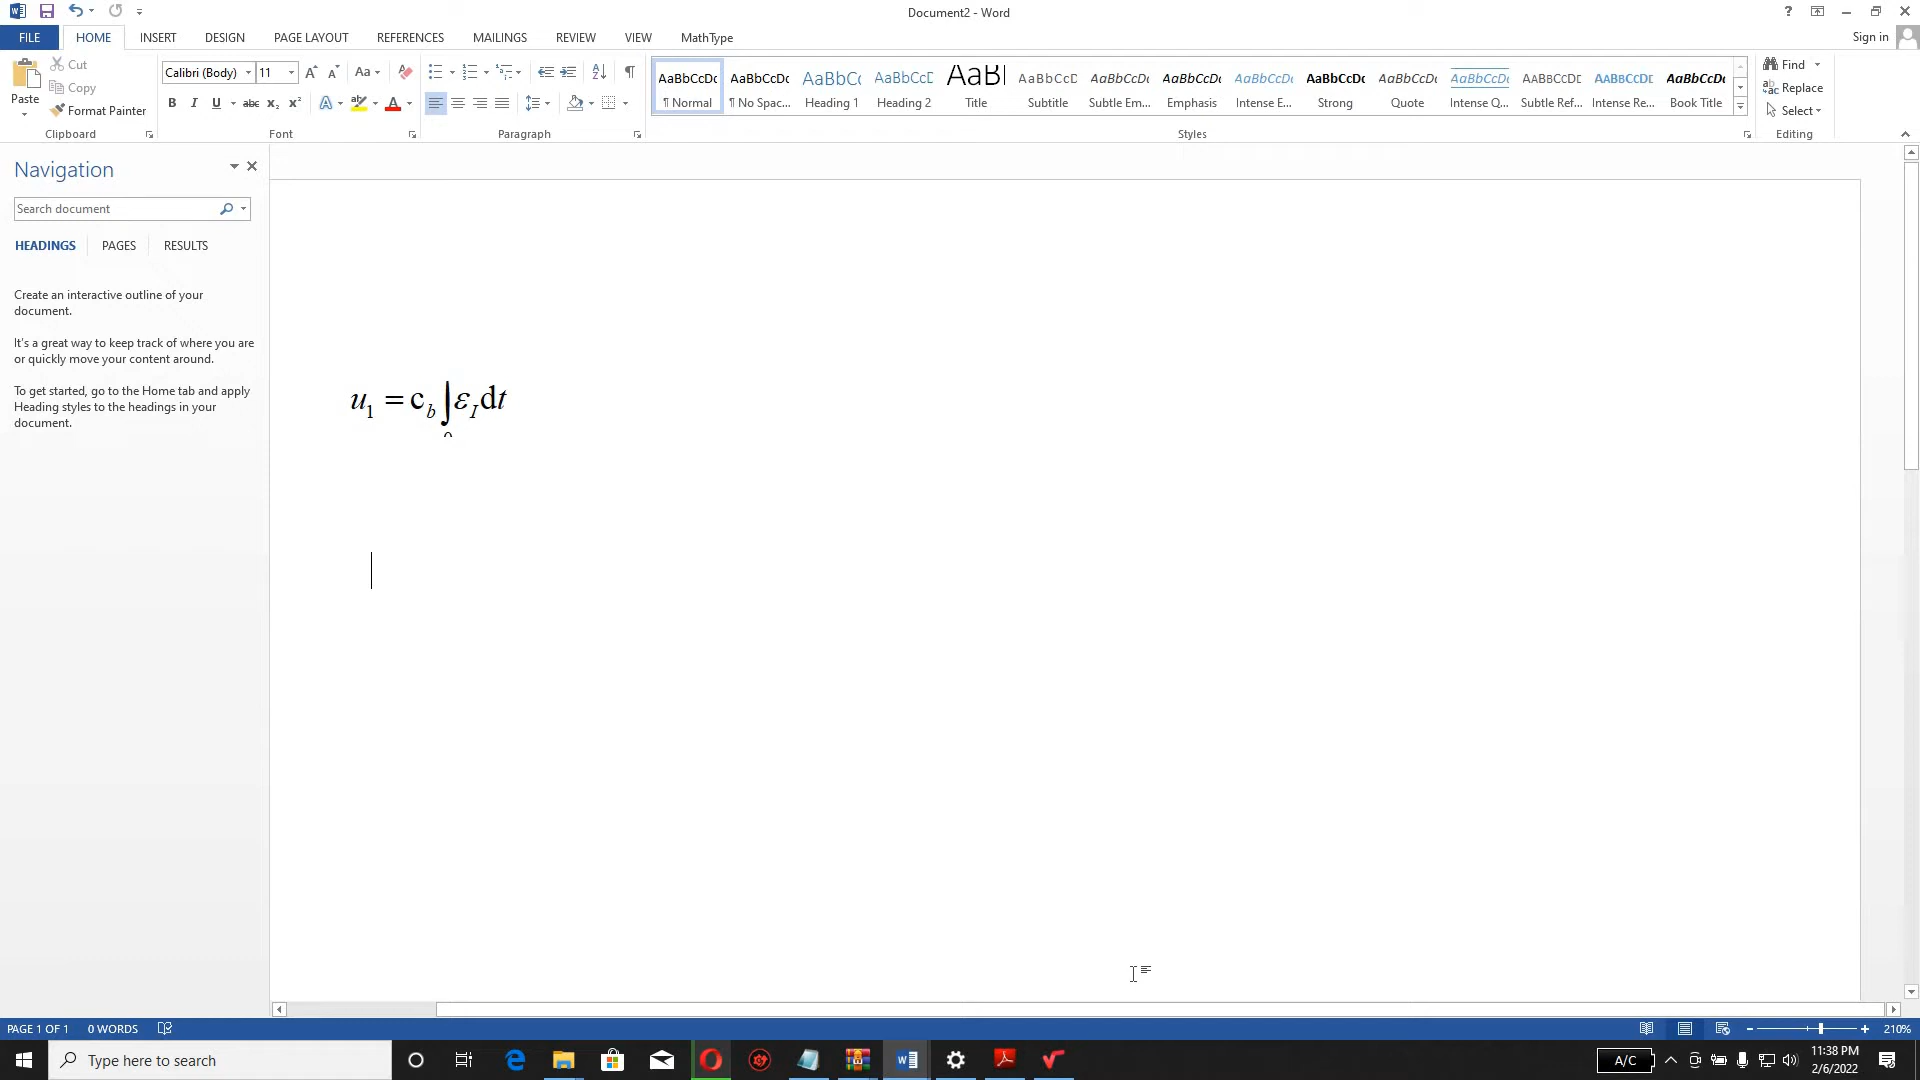 Document2 - Word
FILE HOME INSERT DESIGN PAGE LAYOUT REFERENCES MAILINGS REVIEW VIEW MathType
Sign in
Paste
Cut
Copy
Format Painter
Clipboard
Calibri (Body) 11
Font
Paragraph
AaBbCcDc AaBbCcDc AaBbCc AaBbCcD AaBl AaBbCcD AaBbCcDc AaBbCcDc AaBbCcDc AaBbCcDc AaBbCcDc AaBbCcDc AABBCCDE AABBCCDE AaBbCcDc
¶ Normal ¶ No Spac... Heading 1 Heading 2 Title Subtitle Subtle Em... Emphasis Intense E... Strong Quote Intense Q... Subtle Ref... Intense Re... Book Title
Styles
Find
Replace
Select
Editing
Navigation
Search document
HEADINGS PAGES RESULTS
Create an interactive outline of your
document.
It's a great way to keep track of where you are
or quickly move your content around.
To get started, go to the Home tab and apply
Heading styles to the headings in your
document.
u₁ = c_b ∫ ε_I dt
PAGE 1 OF 1 0 WORDS
210%
Type here to search
A/C
11:38 PM
2/6/2022